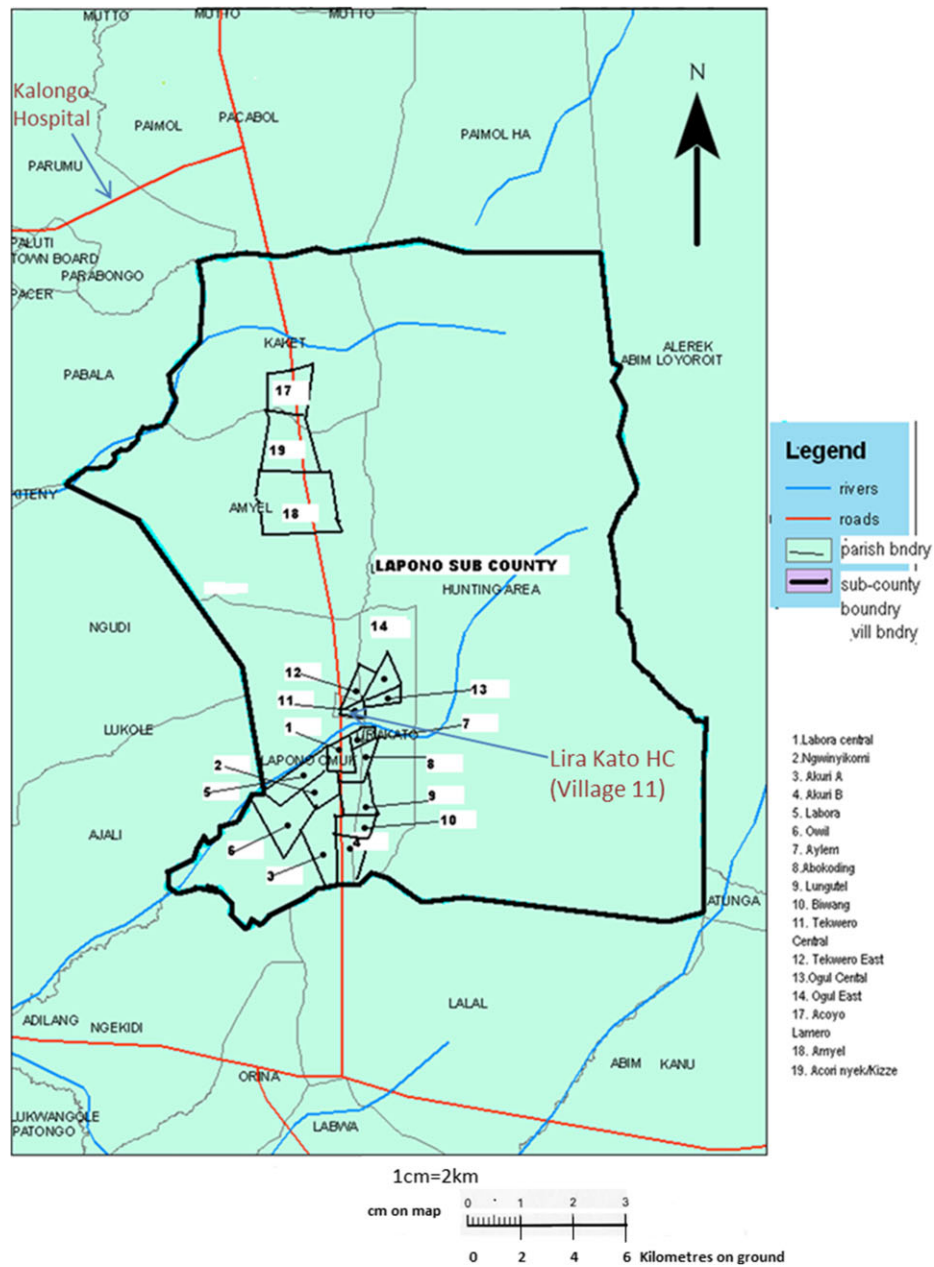 MUTTO MUTTO MUTTO
N
Kalongo
Hospital
PACABOL
PAIMOL
PAIMOL HA
PARUMU
PALUTI
TOWN BOARD
PARABONGO
PACER
KAKET
ALEREK
ABIM LOYOROIT
PABALA
17
19
KITENY
AMYEL
18
LAPONO SUB COUNTY
HUNTING AREA
NGUDI
14
12
13
11
LUKOLE
1
7
LAPONO OMUK
2
8
Lira Kato HC
(Village 11)
5
9
AJALI
10
6
4
3
ATUNGA
LALAL
ADILANG
NGEKIDI
ABIM
KANU
ORINA
LUKWANGOLE
PATONGO
LABWA
Legend
rivers
roads
parish bndry
sub-county
boundry
vill bndry
1.Labora central
2.Ngwinyikomi
3. Akuri A
4. Akuri B
5. Labora
6. Owil
7. Aylem
8.Abokoding
9. Lungutel
10. Biwang
11. Tekwero
Central
12. Tekwero East
13.Ogul Cental
14. Ogul East
17. Acoyo
Lamero
18. Amyel
19. Acori nyek/Kizze
1cm=2km
cm on map
0 1 2 3
0 2 4 6 Kilometres on ground